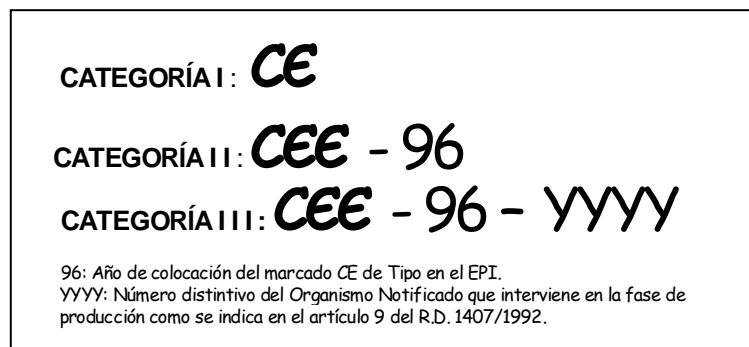 CATEGORÍA I: CE
CATEGORÍA II: CEE - 96
CATEGORÍA III: CEE - 96 - YYYY
96: Año de colocación del marcado CE de Tipo en el EPI.
YYYY: Número distintivo del Organismo Notificado que interviene en la fase de
producción como se indica en el artículo 9 del R.D. 1407/1992.